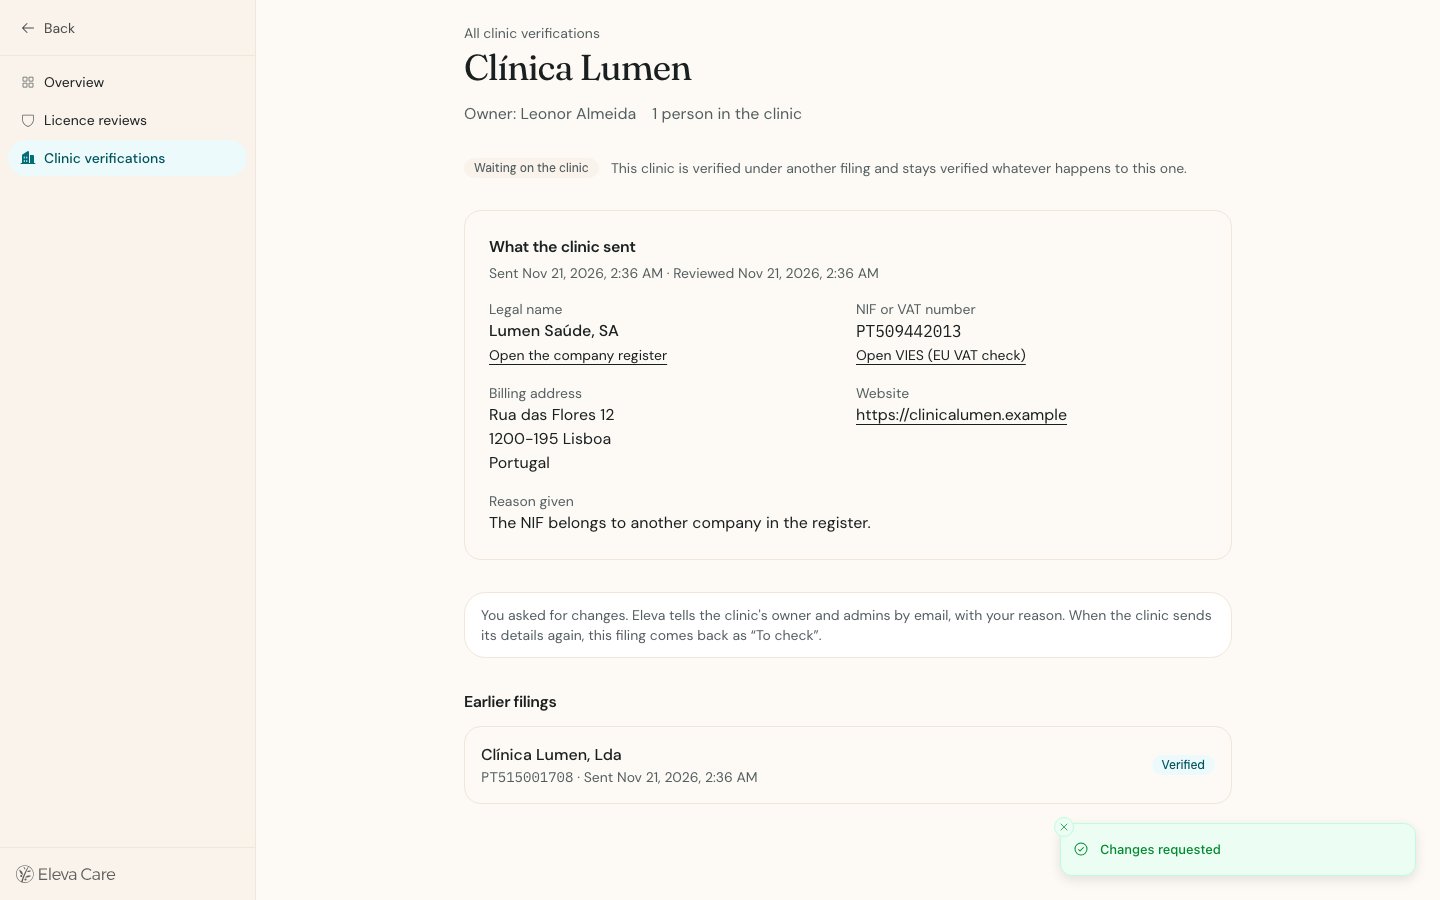 Back
Overview
Licence reviews
Clinic verifications
Eleva Care
All clinic verifications
Clínica Lumen
Owner: Leonor Almeida 1 person in the clinic
Waiting on the clinic This clinic is verified under another filing and stays verified whatever happens to this one.
What the clinic sent
Sent Nov 21, 2026, 2:36 AM · Reviewed Nov 21, 2026, 2:36 AM
Legal name
Lumen Saúde, SA
Open the company register
NIF or VAT number
PT509442013
Open VIES (EU VAT check)
Billing address
Rua das Flores 12
1200-195 Lisboa
Portugal
Website
https://clinicalumen.example
Reason given
The NIF belongs to another company in the register.
You asked for changes. Eleva tells the clinic's owner and admins by email, with your reason. When the clinic sends
its details again, this filing comes back as “To check”.
Earlier filings
Clínica Lumen, Lda
PT515001708 · Sent Nov 21, 2026, 2:36 AM
Verified
Changes requested